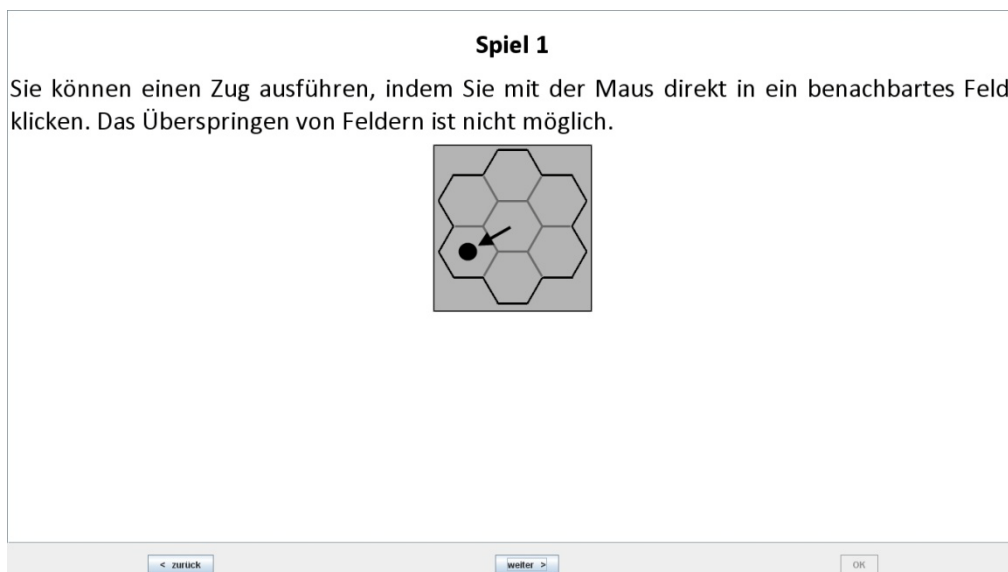 Spiel 1
Sie können einen Zug ausführen, indem Sie mit der Maus direkt in ein benachbartes Feld
klicken. Das Überspringen von Feldern ist nicht möglich.
< zurück
weiter >
OK